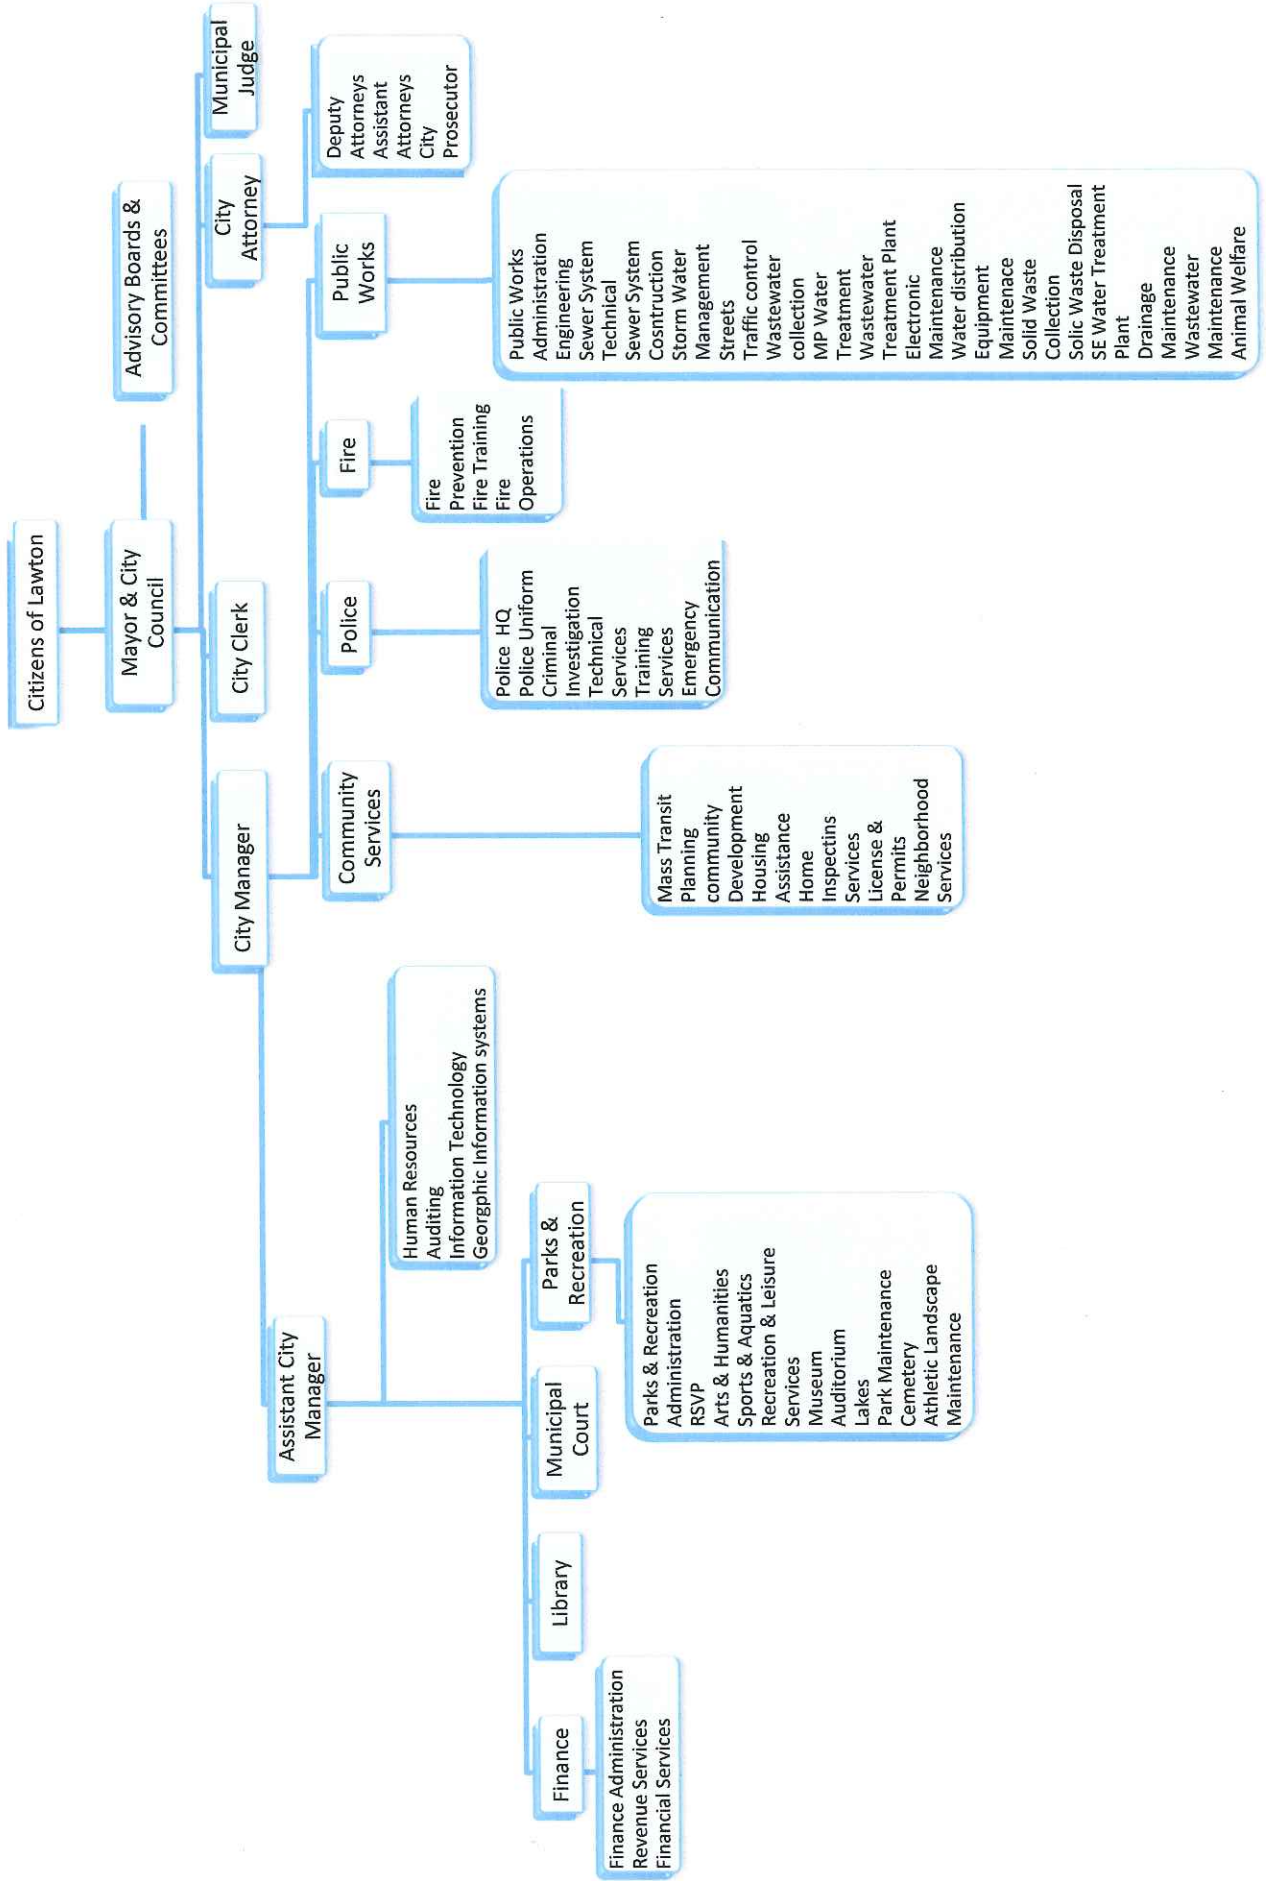 Citizens of Lawton
Mayor & City
Council
Advisory Boards &
Committees
City Manager
City Clerk
City
Attorney
Municipal
Judge
Deputy
Attorneys
Assistant
Attorneys
City
Prosecutor
Assistant City
Manager
Community
Services
Police
Fire
Public
Works
Human Resources
Auditing
Information Technology
Georgphic Information systems
Finance
Library
Municipal
Court
Parks &
Recreation
Finance Administration
Revenue Services
Financial Services
Parks & Recreation
Administration
RSVP
Arts & Humanities
Sports & Aquatics
Recreation & Leisure
Services
Museum
Auditorium
Lakes
Park Maintenance
Cemetery
Athletic Landscape
Maintenance
Mass Transit
Planning
community
Development
Housing
Assistance
Home
Inspectins
Services
License &
Permits
Neighborhood
Services
Police HQ
Police Uniform
Criminal
Investigation
Technical
Services
Training
Services
Emergency
Communication
Fire
Prevention
Fire Training
Fire
Operations
Public Works
Administration
Engineering
Sewer System
Technical
Sewer System
Cosntruction
Storm Water
Management
Streets
Traffic control
Wastewater
collection
MP Water
Treatment
Wastewater
Treatment Plant
Electronic
Maintenance
Water distribution
Equipment
Maintenace
Solid Waste
Collection
Solic Waste Disposal
SE Water Treatment
Plant
Drainage
Maintenance
Wastewater
Maintenance
Animal Welfare